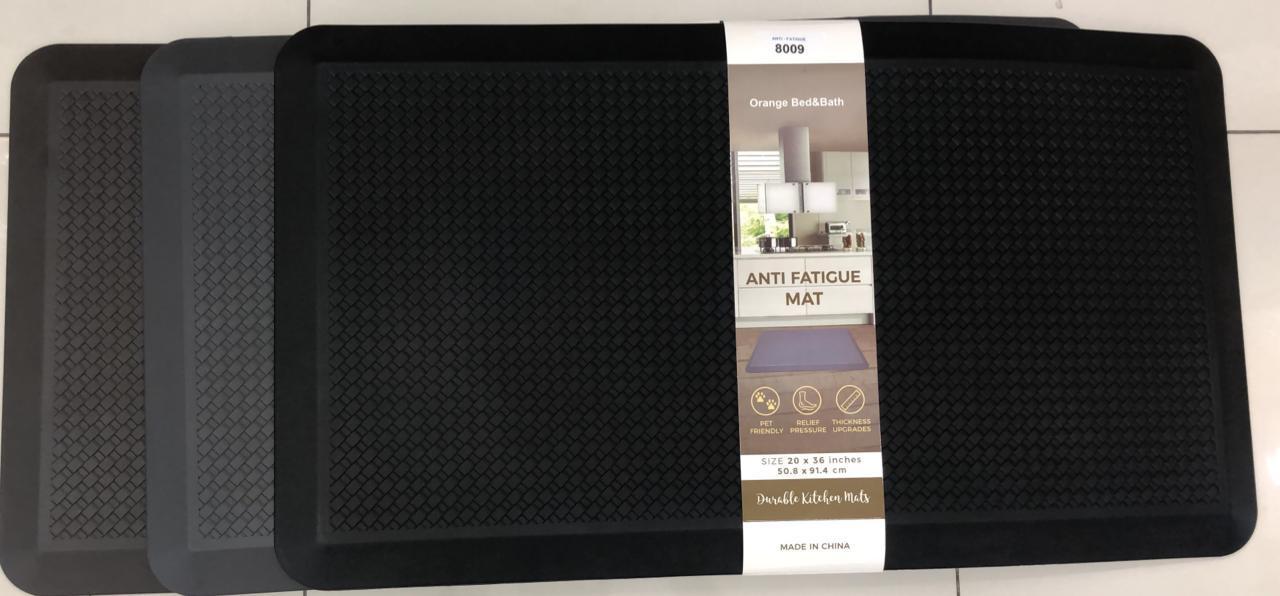 ANTI - FATIGUE
8009
Orange Bed&Bath
ANTI FATIGUE
MAT
PET
FRIENDLY
RELIEF
PRESSURE
THICKNESS
UPGRADES
SIZE 20 x 36 inches
50.8 x 91.4 cm
Durable Kitchen Mats
MADE IN CHINA